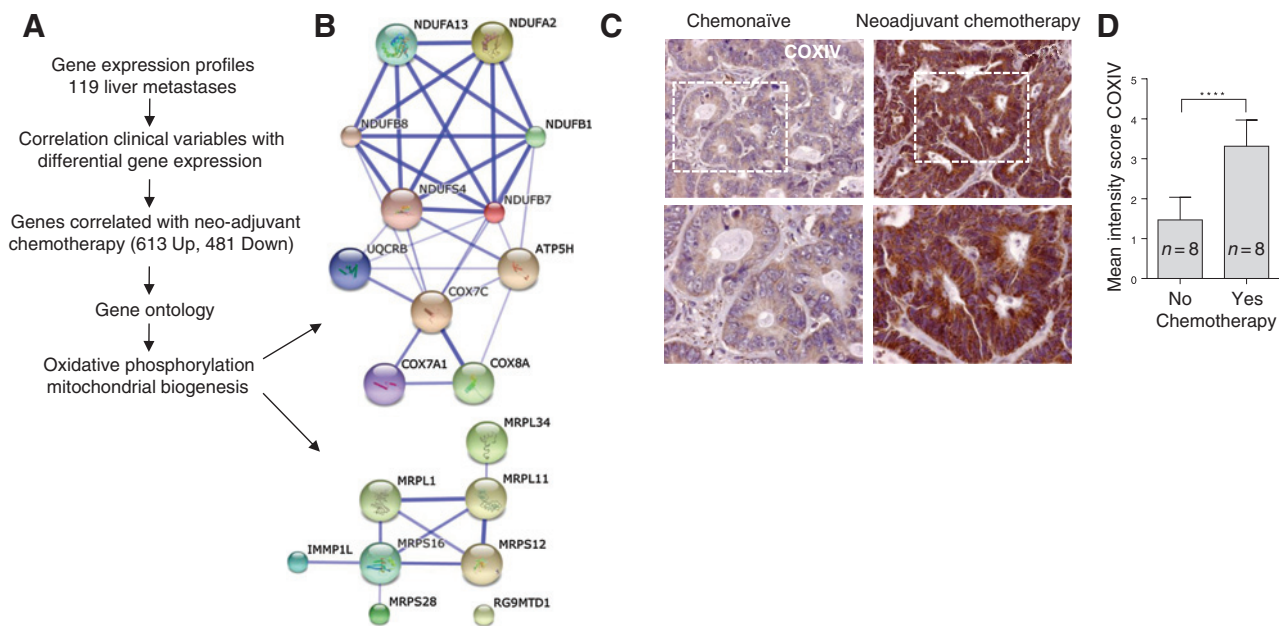 A
Gene expression profiles
119 liver metastases
Correlation clinical variables with
differential gene expression
Genes correlated with neo-adjuvant
chemotherapy (613 Up, 481 Down)
Gene ontology
Oxidative phosphorylation
mitochondrial biogenesis
B
NDUFA13
NDUFA2
NDUFB8
NDUFB1
NDUFS4
NDUFB7
UQCRB
ATP5H
COX7C
COX7A1
COX8A
MRPL34
MRPL1
MRPL11
IMMP1L
MRPS16
MRPS12
MRPS28
RG9MTD1
C
Chemonaïve
Neoadjuvant chemotherapy
COXIV
D
Mean intensity score COXIV
5
4
3
2
1
0
****
n = 8
n = 8
No
Yes
Chemotherapy